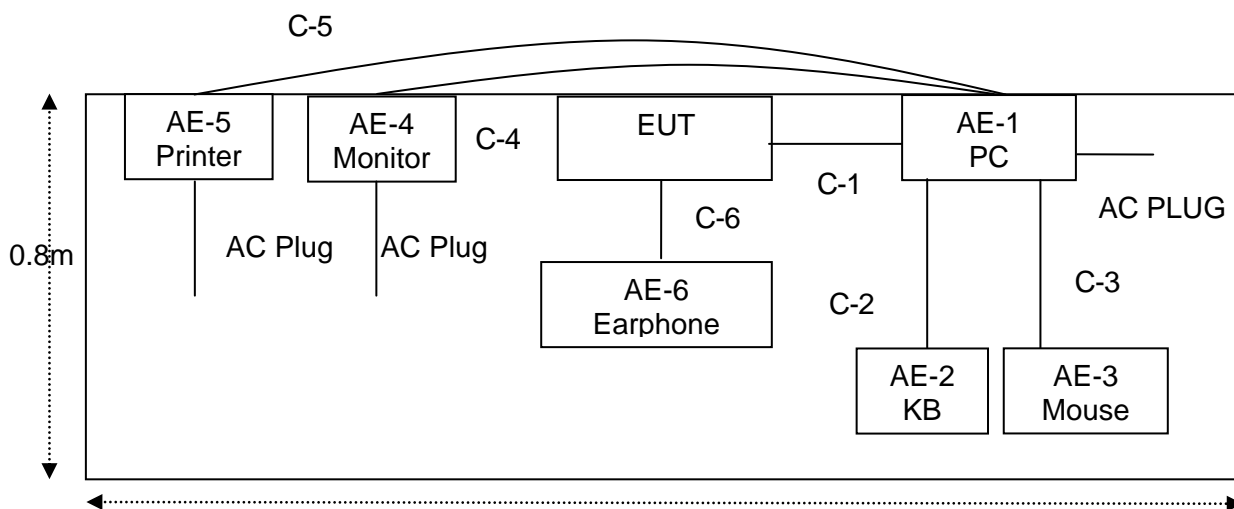 C-5
AE-5
Printer
AE-4
Monitor
C-4
EUT
AE-1
PC
C-1
C-6
AC PLUG
AC Plug
AC Plug
0.8m
AE-6
Earphone
C-2
C-3
AE-2
KB
AE-3
Mouse